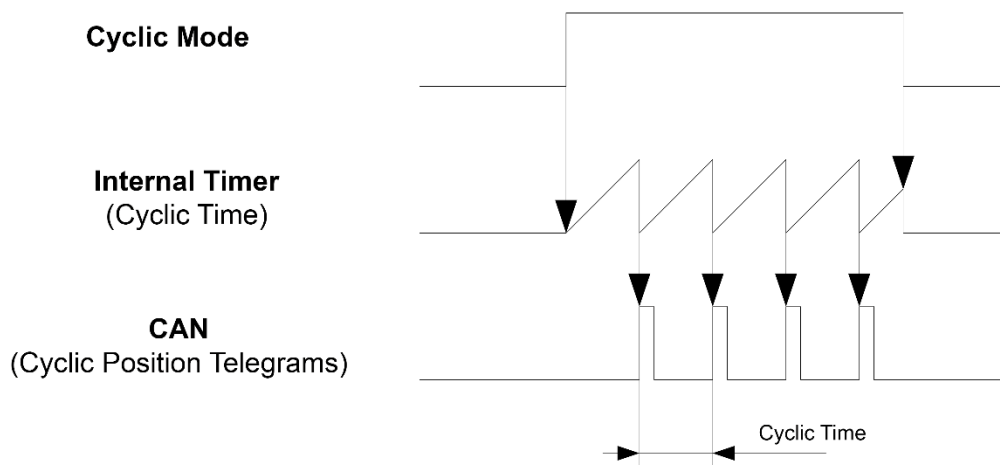 Cyclic Mode
Internal Timer
(Cyclic Time)
CAN
(Cyclic Position Telegrams)
Cyclic Time